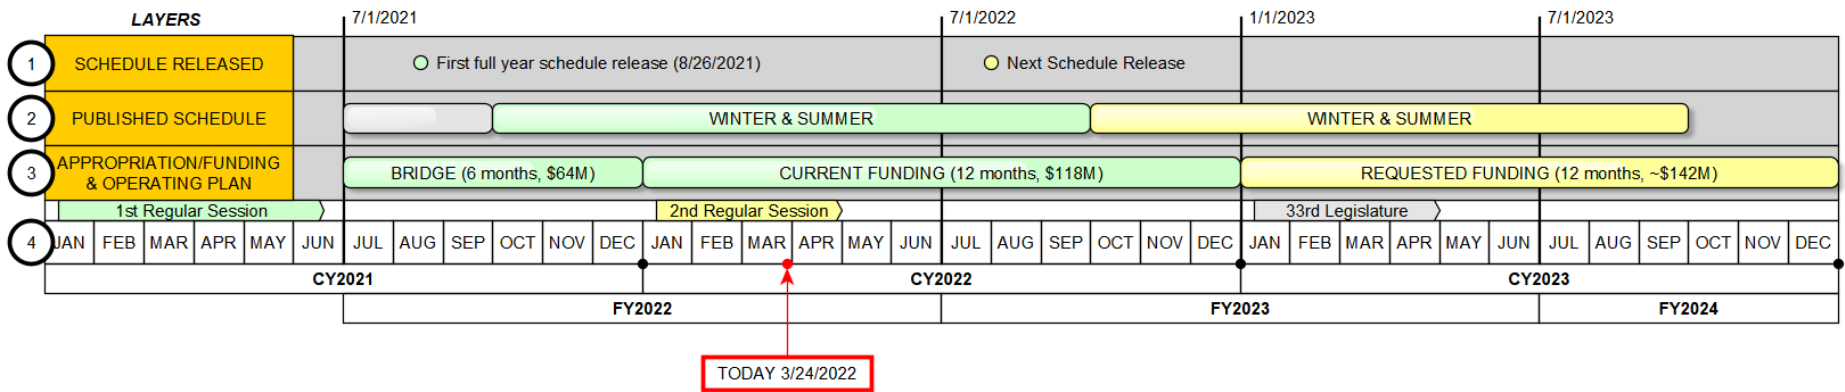 LAYERS
7/1/2021
7/1/2022
1/1/2023
7/1/2023
1
SCHEDULE RELEASED
First full year schedule release (8/26/2021)
Next Schedule Release
2
PUBLISHED SCHEDULE
WINTER & SUMMER
WINTER & SUMMER
3
APPROPRIATION/FUNDING
& OPERATING PLAN
BRIDGE (6 months, $64M)
CURRENT FUNDING (12 months, $118M)
REQUESTED FUNDING (12 months, ~$142M)
1st Regular Session
2nd Regular Session
33rd Legislature
4
JAN FEB MAR APR MAY JUN JUL AUG SEP OCT NOV DEC JAN FEB MAR APR MAY JUN JUL AUG SEP OCT NOV DEC JAN FEB MAR APR MAY JUN JUL AUG SEP OCT NOV DEC
CY2021
CY2022
CY2023
FY2022
FY2023
FY2024
TODAY 3/24/2022